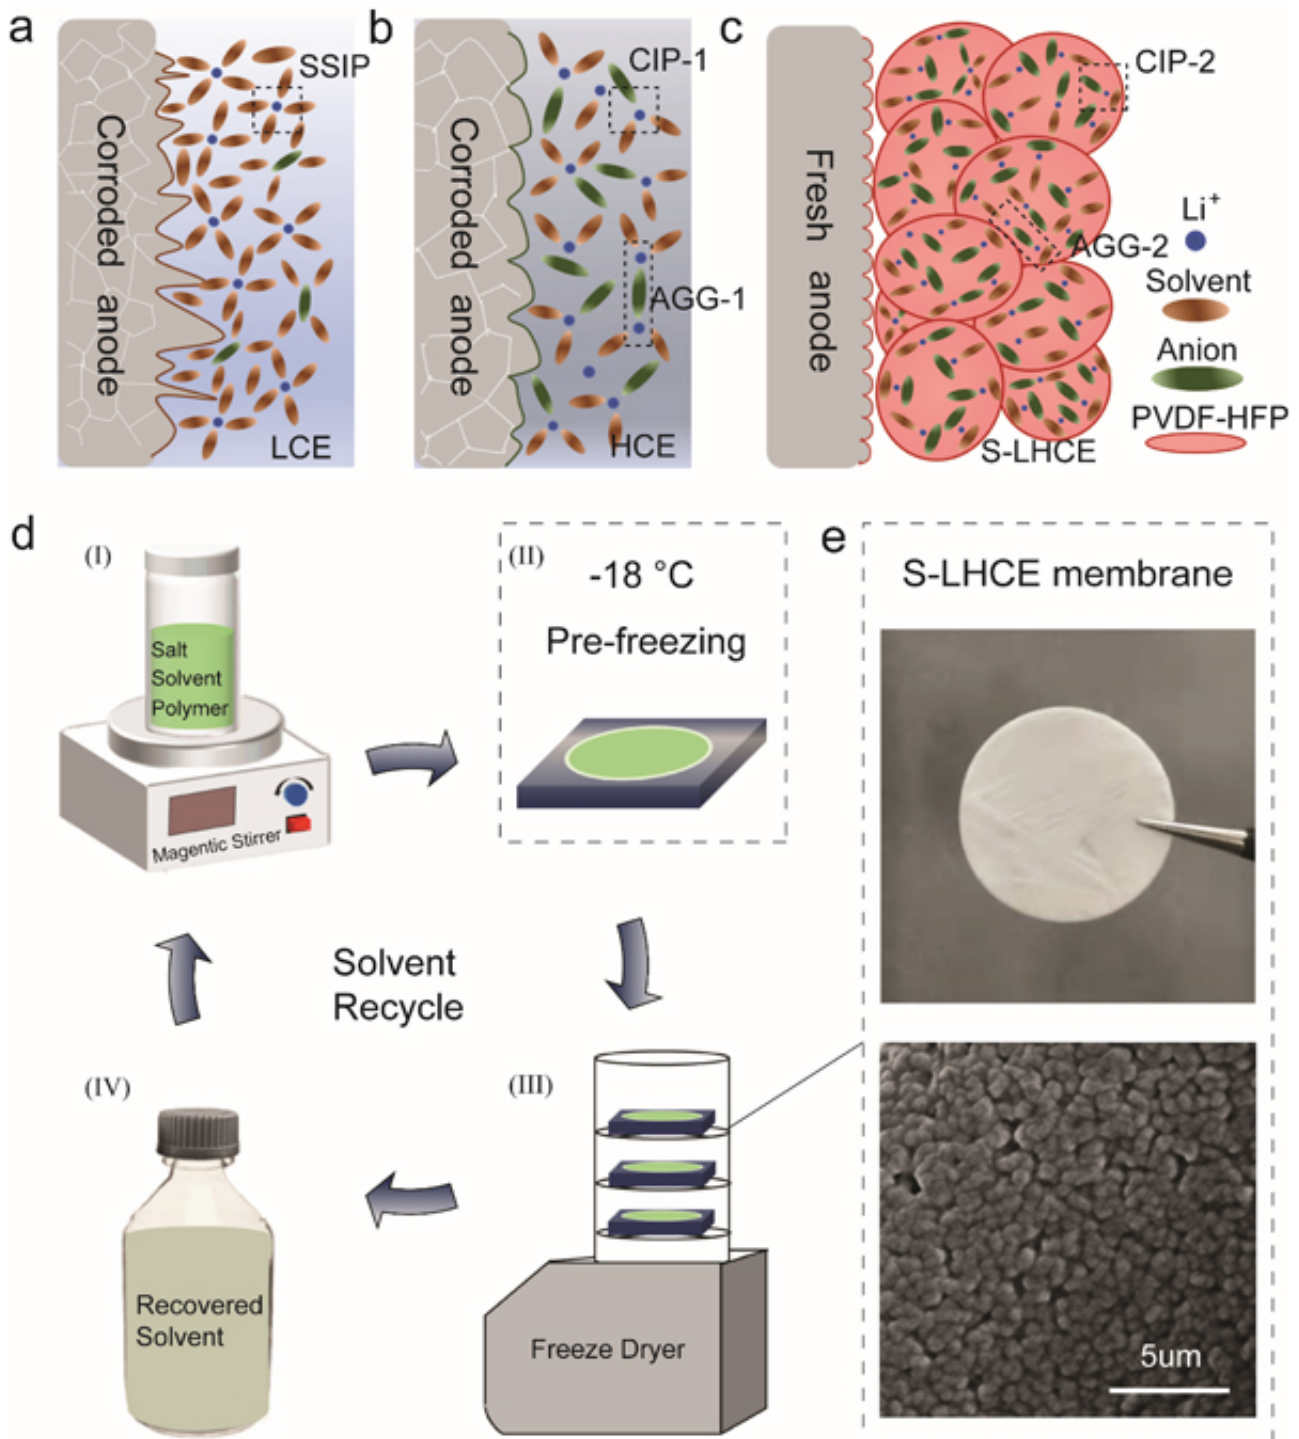 a
SSIP
Corroded anode
LCE
b
CIP-1
Corroded anode
AGG-1
HCE
c
CIP-2
Fresh anode
AGG-2
S-LHCE
Li+
Solvent
Anion
PVDF-HFP
d
(I)
Salt
Solvent
Polymer
Magentic Stirrer
(II)
-18 °C
Pre-freezing
Solvent
Recycle
(III)
Freeze Dryer
(IV)
Recovered
Solvent
e
S-LHCE membrane
5um